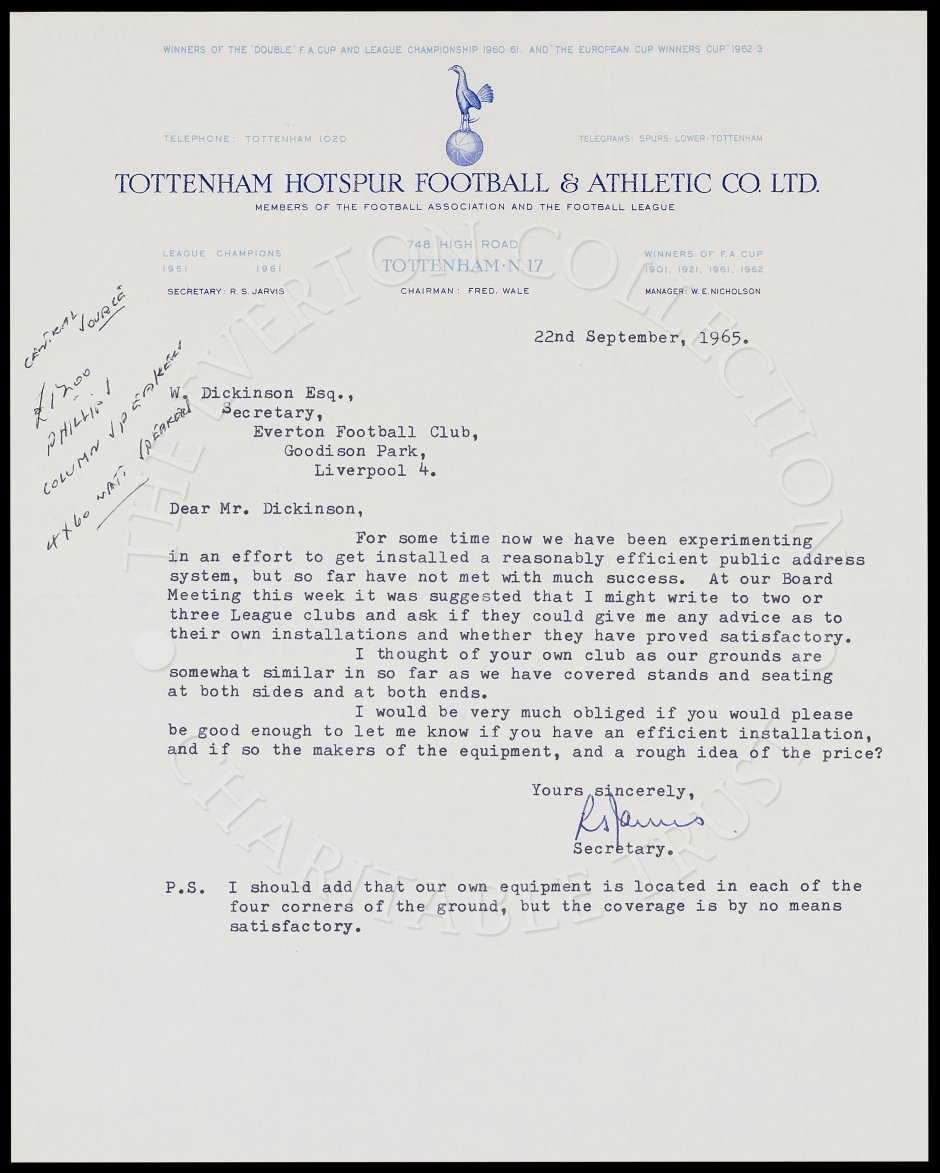 WINNERS OF THE "DOUBLE" F A CUP AND LEAGUE CHAMPIONSHIP 1960 61, AND "THE EUROPEAN CUP WINNERS CUP" 1962 3
TELEPHONE: TOTTENHAM 1020
TELEGRAMS: SPURS LOWER·TOTTENHAM
TOTTENHAM HOTSPUR FOOTBALL & ATHLETIC CO. LTD.
MEMBERS OF THE FOOTBALL ASSOCIATION AND THE FOOTBALL LEAGUE
748 HIGH ROAD
TOTTENHAM·N.17
LEAGUE CHAMPIONS
1951 1961
WINNERS OF F.A. CUP
1901, 1921, 1961, 1962
SECRETARY: R. S. JARVIS
CHAIRMAN: FRED. WALE
MANAGER: W. E. NICHOLSON
CENTRAL SOURCE
£1200
PHILLIPS
COLUMN SPEAKERS
4 x 60 WATT SPEAKERS
22nd September, 1965.
W. Dickinson Esq.,
Secretary,
Everton Football Club,
Goodison Park,
Liverpool 4.
Dear Mr. Dickinson,
For some time now we have been experimenting
in an effort to get installed a reasonably efficient public address
system, but so far have not met with much success. At our Board
Meeting this week it was suggested that I might write to two or
three League clubs and ask if they could give me any advice as to
their own installations and whether they have proved satisfactory.
I thought of your own club as our grounds are
somewhat similar in so far as we have covered stands and seating
at both sides and at both ends.
I would be very much obliged if you would please
be good enough to let me know if you have an efficient installation,
and if so the makers of the equipment, and a rough idea of the price?
Yours sincerely,
RS Jarvis
Secretary.
P.S. I should add that our own equipment is located in each of the
four corners of the ground, but the coverage is by no means
satisfactory.
THE EVERTON COLLECTION
CHARITABLE TRUST